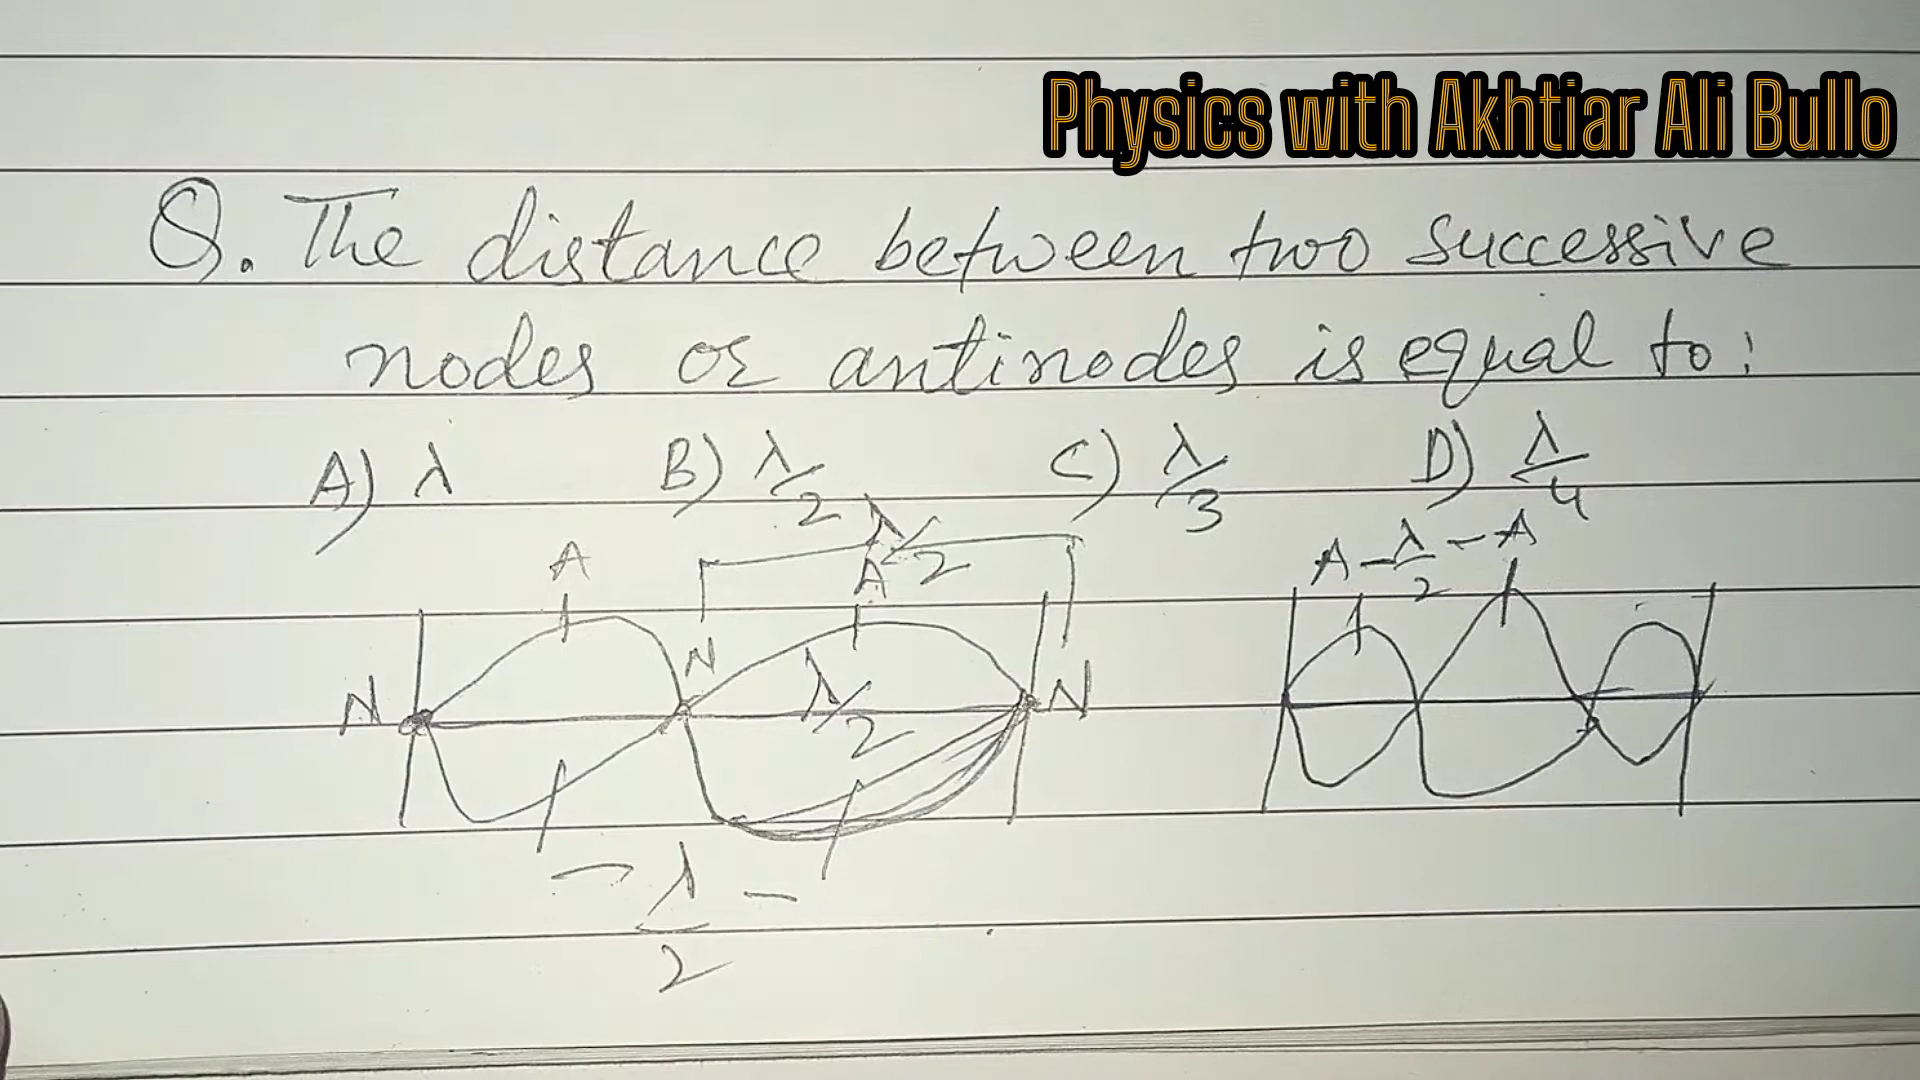 Physics with Akhtiar Ali Bullo
Q. The distance between two successive
nodes or antinodes is equal to:
A) λ B) λ/2 C) λ/3 D) λ/4
λ/2
A A A - λ/2 - A
N N λ/2 N
- λ/2 -